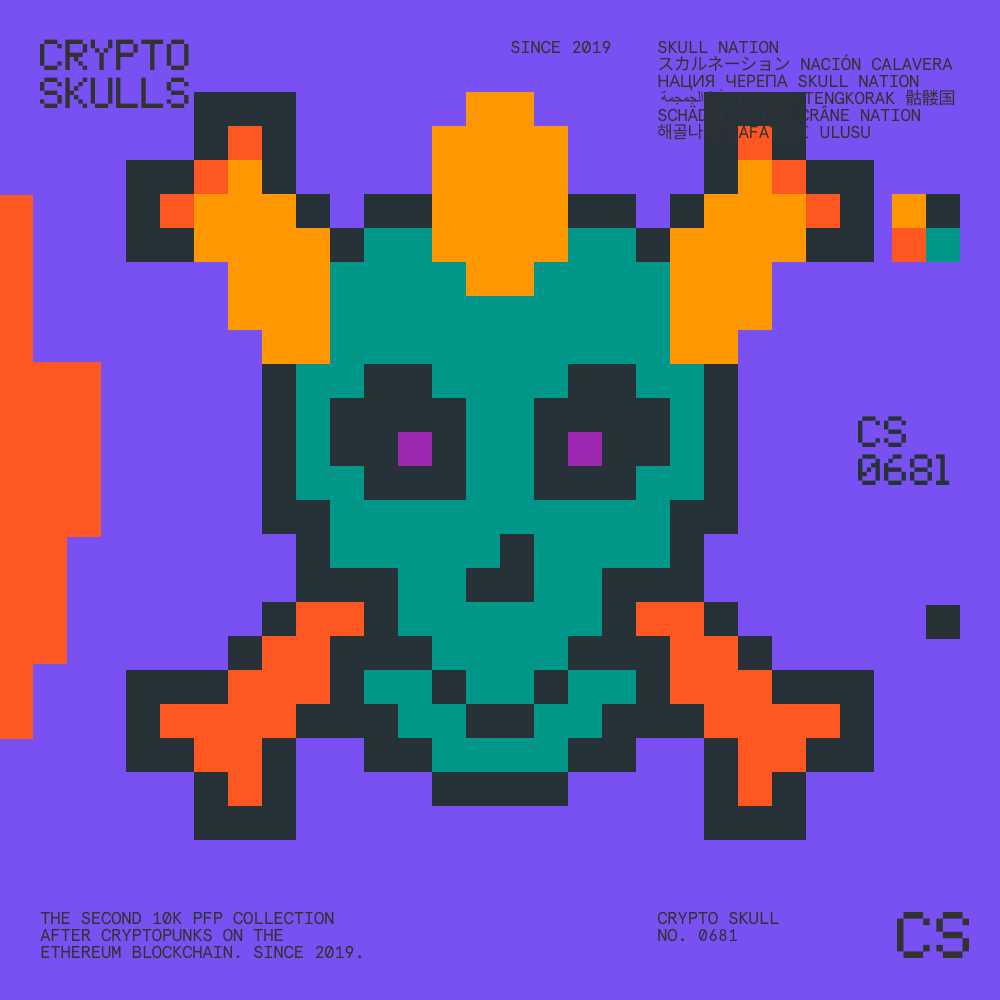 CRYPTO
SKULLS
SINCE 2019
SKULL NATION
スカルネーション NACIÓN CALAVERA
НАЦИЯ ЧЕРЕПА SKULL NATION
الجمجمة TENGKORAK 骷髅国
CRÂNE NATION
해골 ULUSU
CS
0681
THE SECOND 10K PFP COLLECTION
AFTER CRYPTOPUNKS ON THE
ETHEREUM BLOCKCHAIN. SINCE 2019.
CRYPTO SKULL
NO. 0681
CS